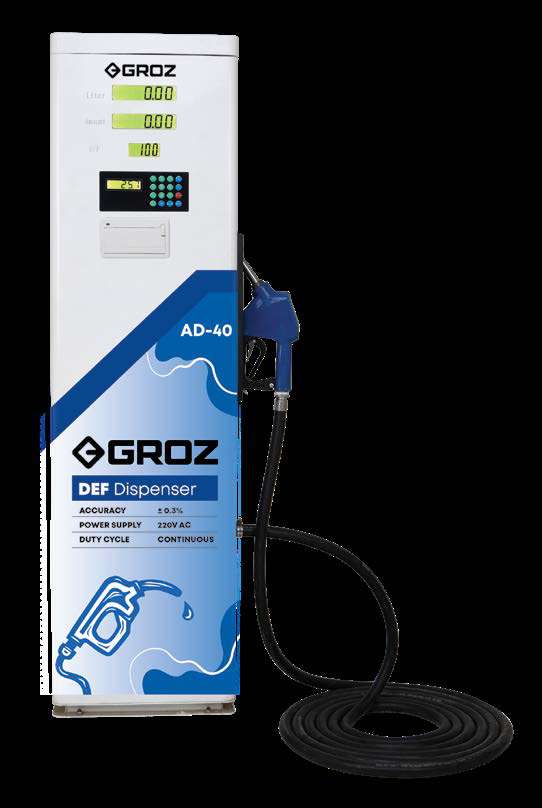 GROZ
Liter 0.00
0.00
100
AD-40
GROZ
DEF Dispenser
ACCURACY ± 0.3%
POWER SUPPLY 220V AC
DUTY CYCLE CONTINUOUS